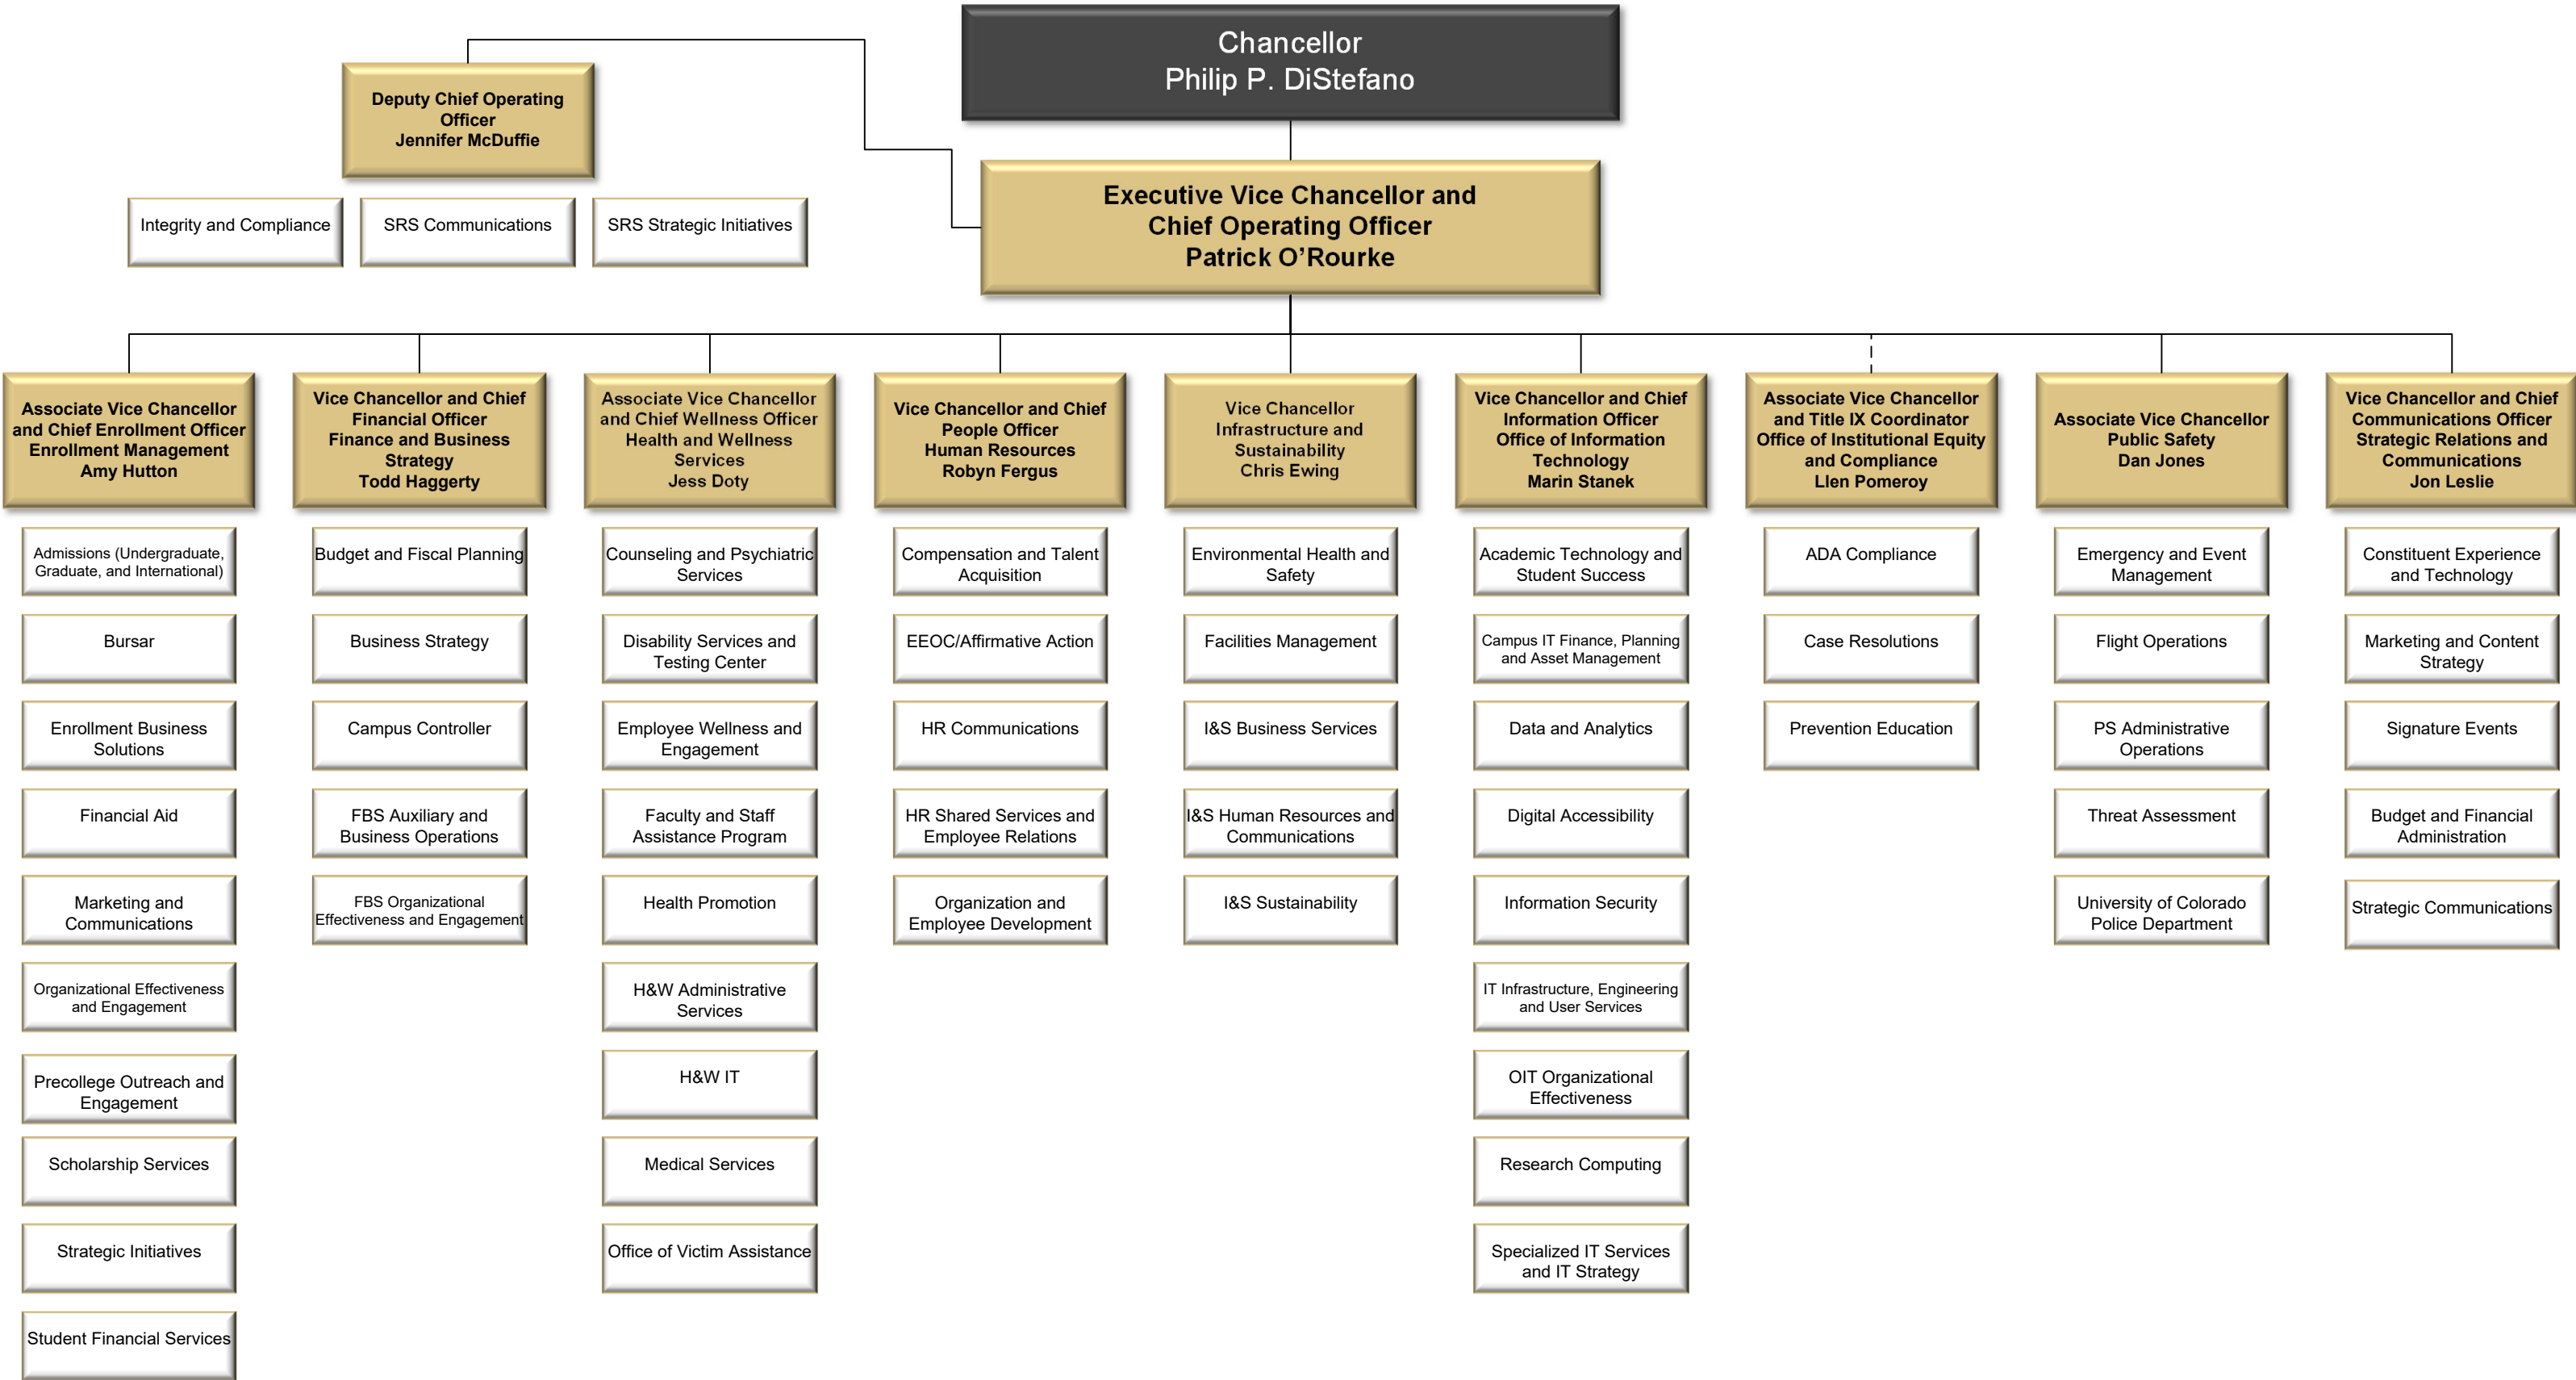 Chancellor
Philip P. DiStefano
Deputy Chief Operating
Officer
Jennifer McDuffie
Integrity and Compliance
SRS Communications
SRS Strategic Initiatives
Executive Vice Chancellor and
Chief Operating Officer
Patrick O’Rourke
Associate Vice Chancellor
and Chief Enrollment Officer
Enrollment Management
Amy Hutton
Admissions (Undergraduate,
Graduate, and International)
Bursar
Enrollment Business
Solutions
Financial Aid
Marketing and
Communications
Organizational Effectiveness
and Engagement
Precollege Outreach and
Engagement
Scholarship Services
Strategic Initiatives
Student Financial Services
Vice Chancellor and Chief
Financial Officer
Finance and Business
Strategy
Todd Haggerty
Budget and Fiscal Planning
Business Strategy
Campus Controller
FBS Auxiliary and
Business Operations
FBS Organizational
Effectiveness and Engagement
Associate Vice Chancellor
and Chief Wellness Officer
Health and Wellness
Services
Jess Doty
Counseling and Psychiatric
Services
Disability Services and
Testing Center
Employee Wellness and
Engagement
Faculty and Staff
Assistance Program
Health Promotion
H&W Administrative
Services
H&W IT
Medical Services
Office of Victim Assistance
Vice Chancellor and Chief
People Officer
Human Resources
Robyn Fergus
Compensation and Talent
Acquisition
EEOC/Affirmative Action
HR Communications
HR Shared Services and
Employee Relations
Organization and
Employee Development
Vice Chancellor
Infrastructure and
Sustainability
Chris Ewing
Environmental Health and
Safety
Facilities Management
I&S Business Services
I&S Human Resources and
Communications
I&S Sustainability
Vice Chancellor and Chief
Information Officer
Office of Information
Technology
Marin Stanek
Academic Technology and
Student Success
Campus IT Finance, Planning
and Asset Management
Data and Analytics
Digital Accessibility
Information Security
IT Infrastructure, Engineering
and User Services
OIT Organizational
Effectiveness
Research Computing
Specialized IT Services
and IT Strategy
Associate Vice Chancellor
and Title IX Coordinator
Office of Institutional Equity
and Compliance
Llen Pomeroy
ADA Compliance
Case Resolutions
Prevention Education
Associate Vice Chancellor
Public Safety
Dan Jones
Emergency and Event
Management
Flight Operations
PS Administrative
Operations
Threat Assessment
University of Colorado
Police Department
Vice Chancellor and Chief
Communications Officer
Strategic Relations and
Communications
Jon Leslie
Constituent Experience
and Technology
Marketing and Content
Strategy
Signature Events
Budget and Financial
Administration
Strategic Communications